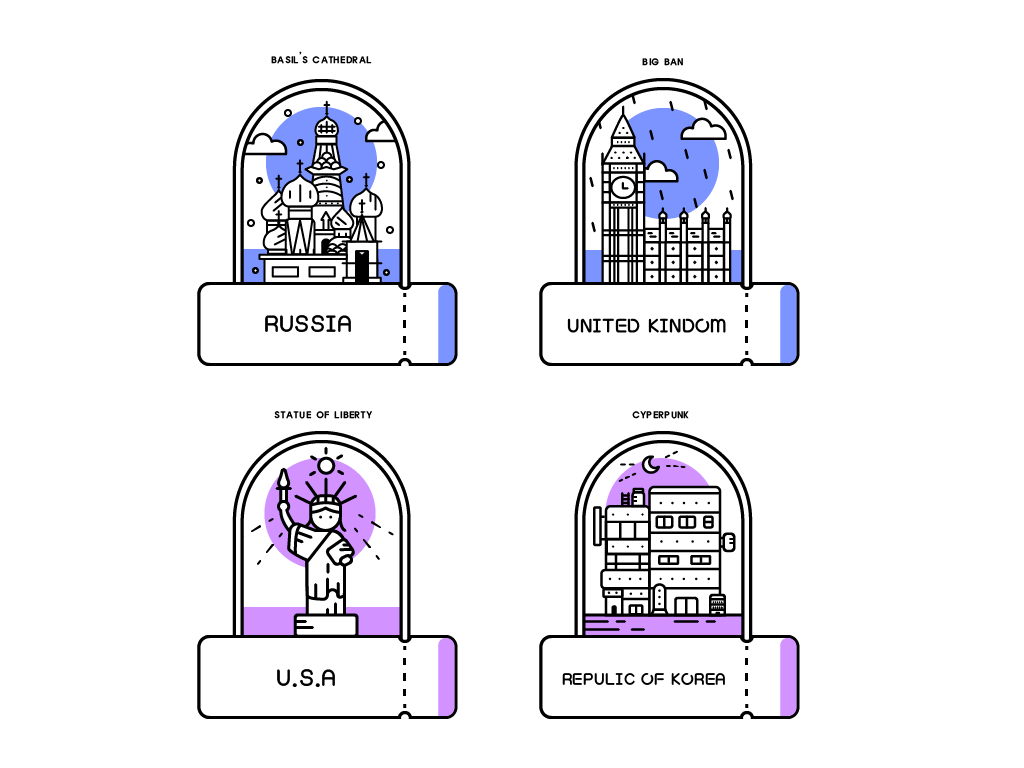 BASIL'S CATHEDRAL
BIG BAN
RUSSIA
UNITED KINDOM
STATUE OF LIBERTY
CYPERPUNK
U.S.A
REPULIC OF KOREA